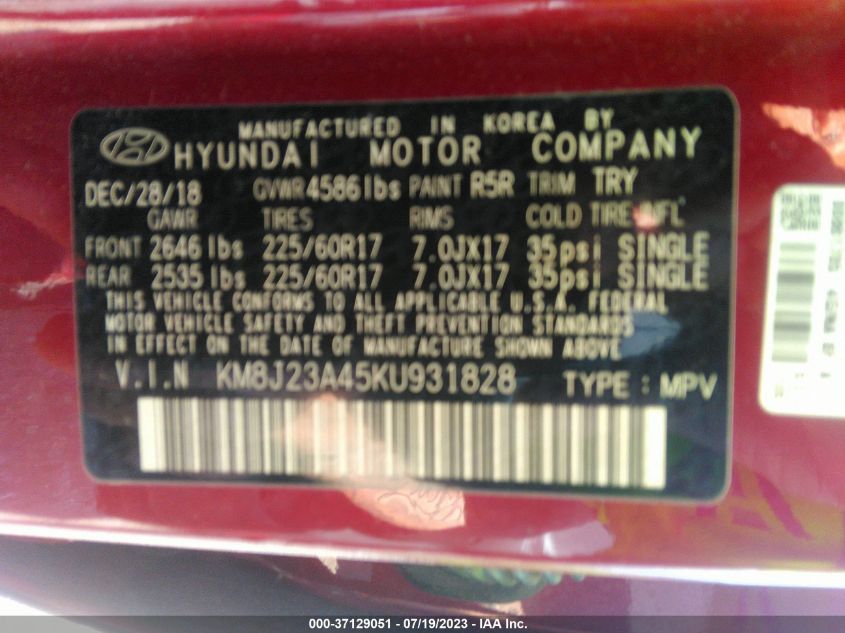 MANUFACTURED IN KOREA BY
HYUNDAI MOTOR COMPANY
DEC/28/18 GVWR 4586 lbs PAINT R5R TRIM TRY
GAWR TIRES RIMS COLD TIRE INFL
FRONT 2646 lbs 225/60R17 7.0JX17 35psi SINGLE
REAR 2535 lbs 225/60R17 7.0JX17 35psi SINGLE
THIS VEHICLE CONFORMS TO ALL APPLICABLE U.S.A. FEDERAL
MOTOR VEHICLE SAFETY AND THEFT PREVENTION STANDARDS
IN EFFECT ON THE DATE OF MANUFACTURE SHOWN ABOVE
V.I.N KM8J23A45KU931828 TYPE : MPV
000-37129051 - 07/19/2023 - IAA Inc.